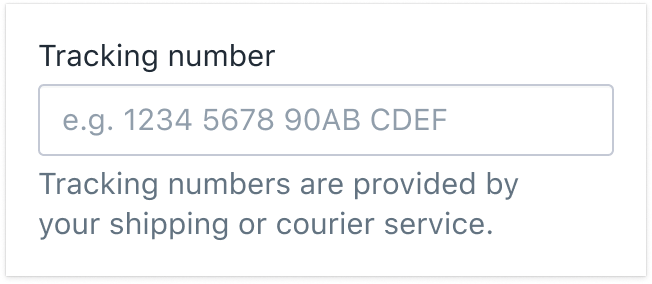 Tracking number
e.g. 1234 5678 90AB CDEF
Tracking numbers are provided by
your shipping or courier service.